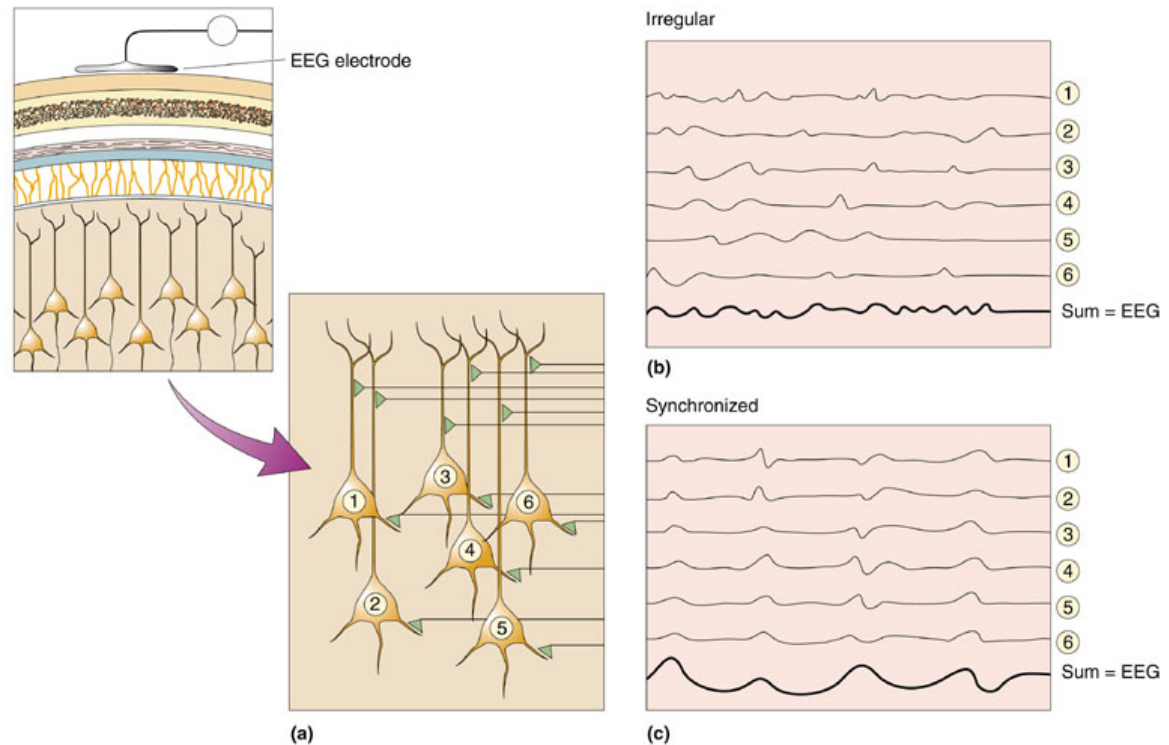 EEG electrode
1
2
3
4
5
6
(a)
Irregular
1
2
3
4
5
6
Sum = EEG
(b)
Synchronized
1
2
3
4
5
6
Sum = EEG
(c)